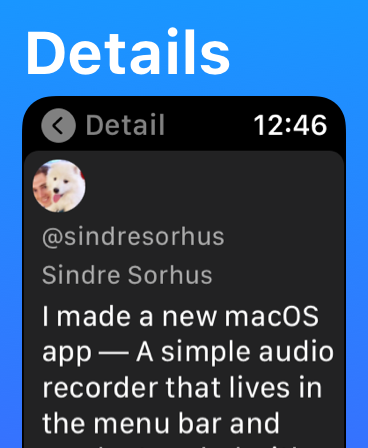 Details
Detail 12:46
@sindresorhus
Sindre Sorhus
I made a new macOS
app — A simple audio
recorder that lives in
the menu bar and